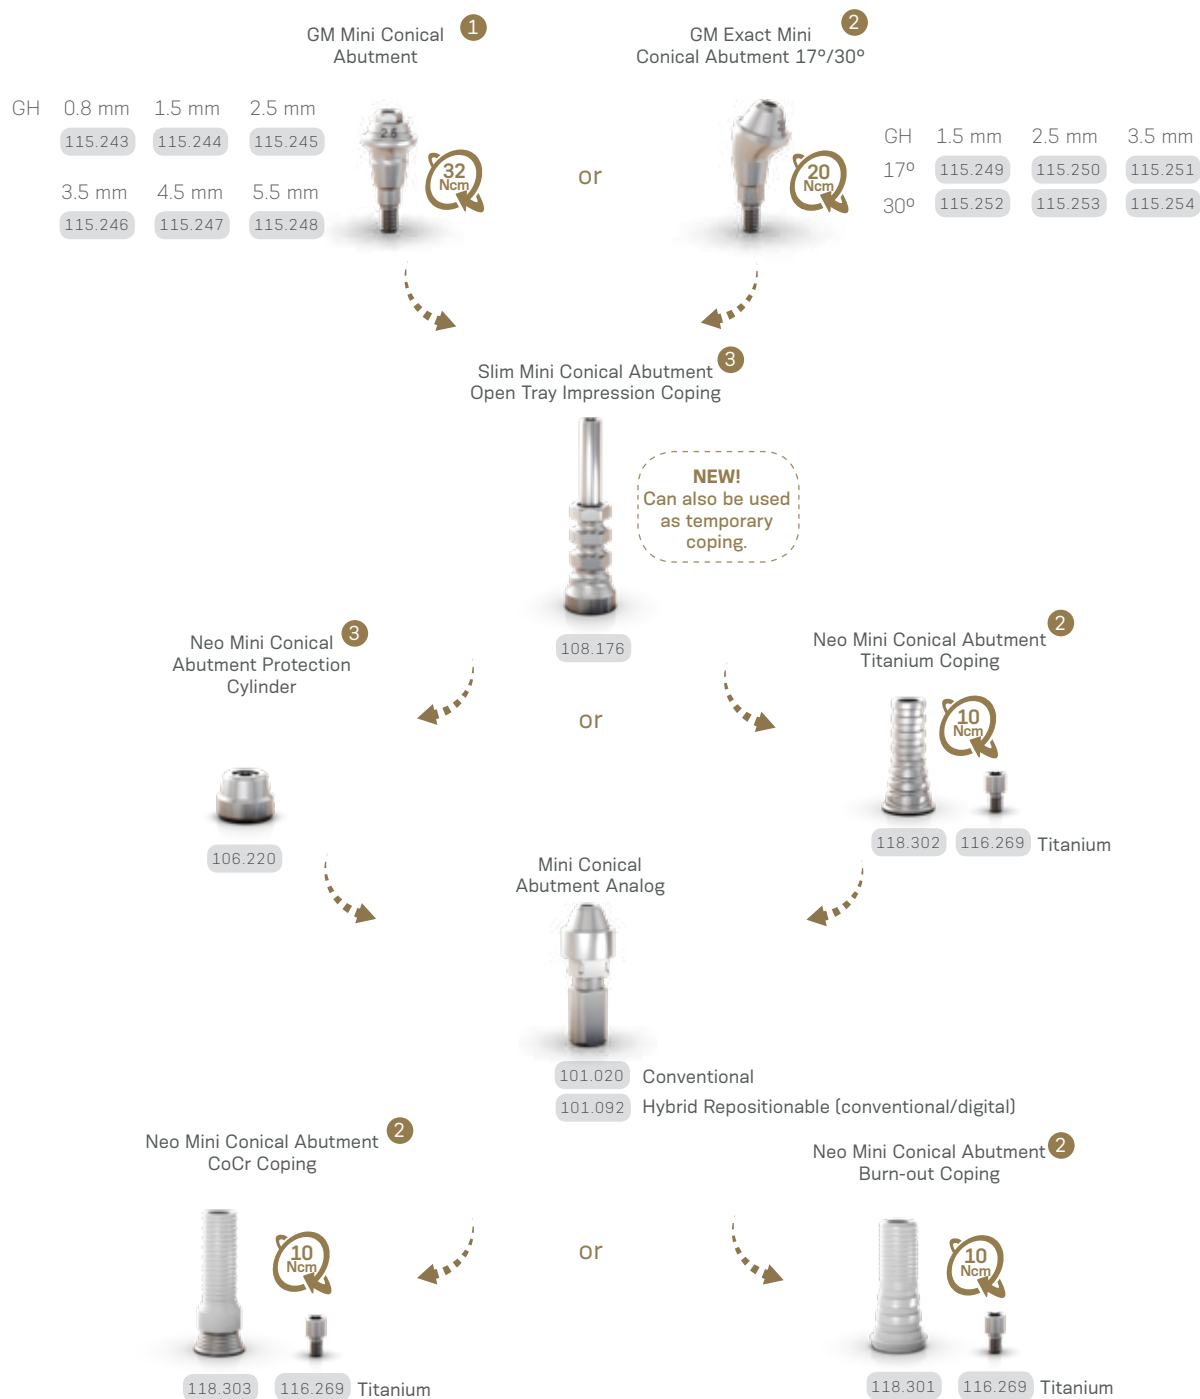 GM Mini Conical
Abutment
1
GM Exact Mini
Conical Abutment 17º/30º
2
GH 0.8 mm 1.5 mm 2.5 mm
115.243 115.244 115.245
3.5 mm 4.5 mm 5.5 mm
115.246 115.247 115.248
2.5
32
Ncm
or
20
Ncm
GH 1.5 mm 2.5 mm 3.5 mm
17º 115.249 115.250 115.251
30º 115.252 115.253 115.254
Slim Mini Conical Abutment
Open Tray Impression Coping
3
NEW!
Can also be used
as temporary
coping.
108.176
Neo Mini Conical
Abutment Protection
Cylinder
3
106.220
or
Neo Mini Conical Abutment
Titanium Coping
2
10
Ncm
118.302 116.269 Titanium
Mini Conical
Abutment Analog
101.020 Conventional
101.092 Hybrid Repositionable (conventional/digital)
Neo Mini Conical Abutment
CoCr Coping
2
10
Ncm
118.303 116.269 Titanium
or
Neo Mini Conical Abutment
Burn-out Coping
2
10
Ncm
118.301 116.269 Titanium